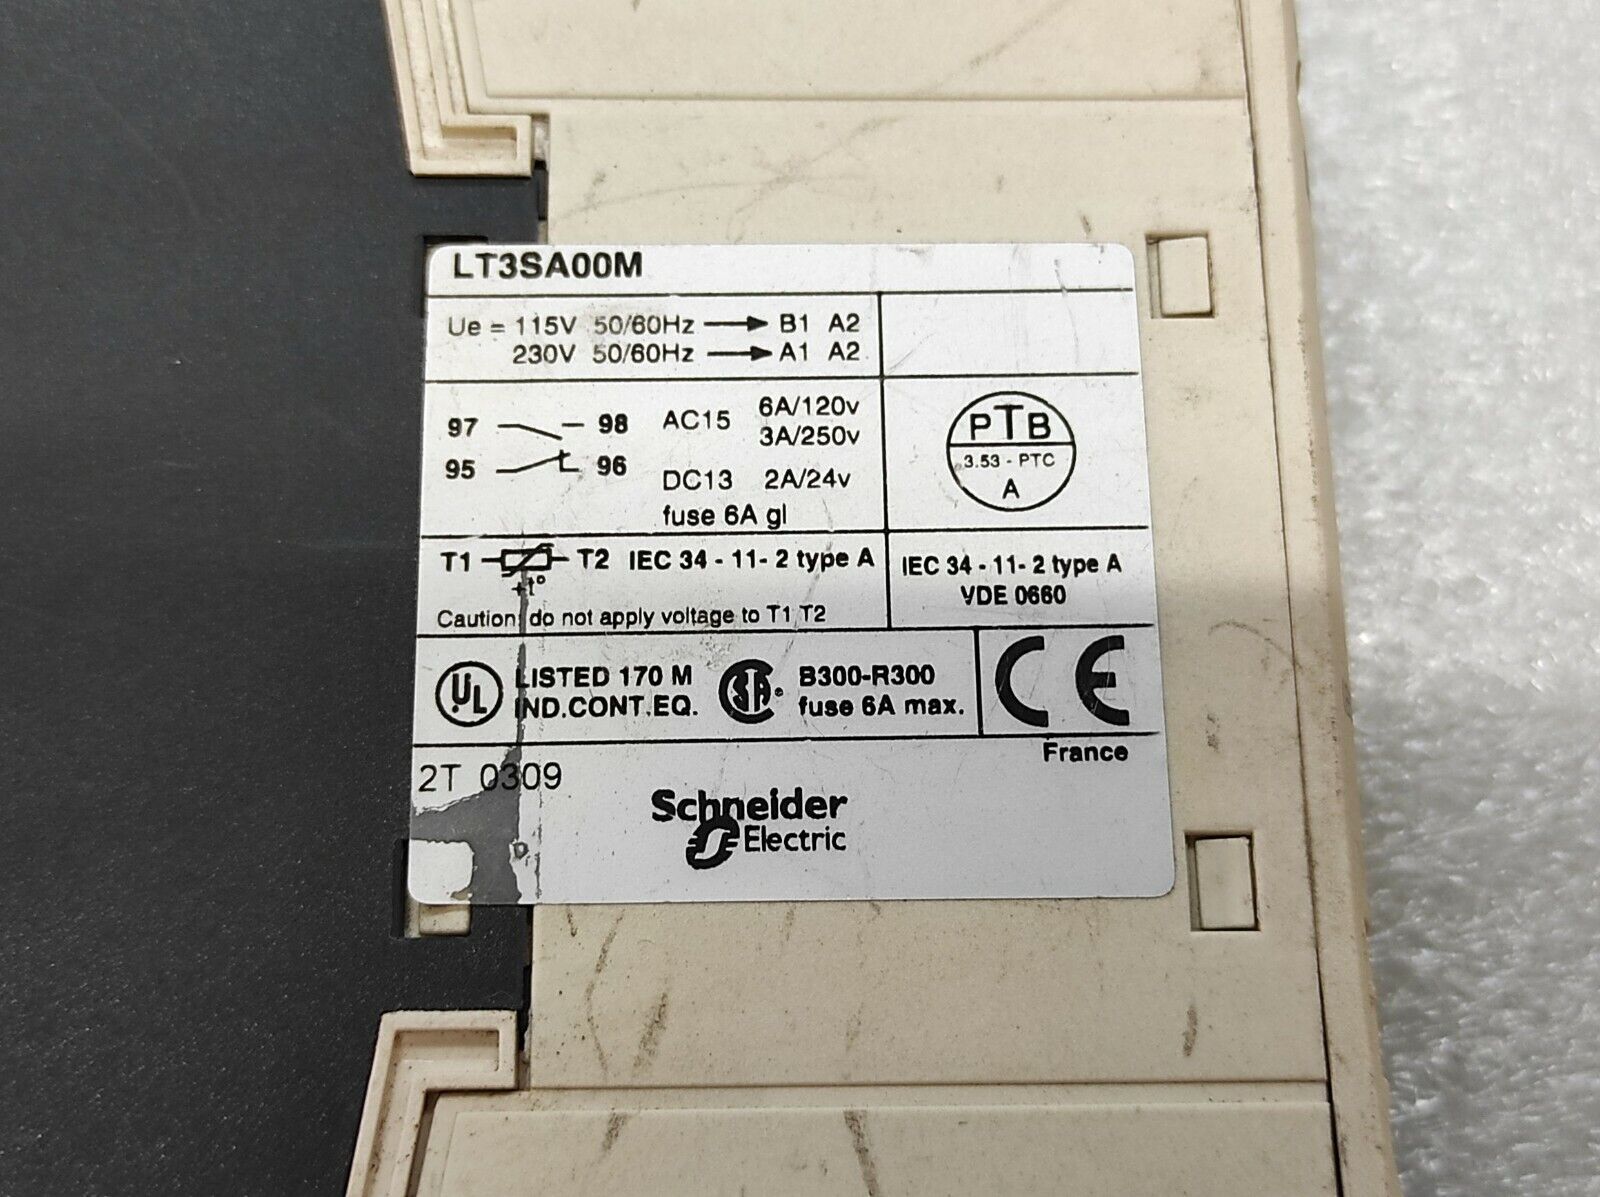 LT3SA00M
Ue = 115V 50/60Hz → B1 A2
230V 50/60Hz → A1 A2
97 98 AC15 6A/120v
3A/250v
95 96
DC13 2A/24v
fuse 6A gl
PTB
3.53 - PTC
A
T1 T2 IEC 34 - 11- 2 type A
+t°
Caution: do not apply voltage to T1 T2
IEC 34 - 11- 2 type A
VDE 0660
UL LISTED 170 M
IND.CONT.EQ.
SA B300-R300
fuse 6A max.
CE
France
2T 0309
Schneider
Electric